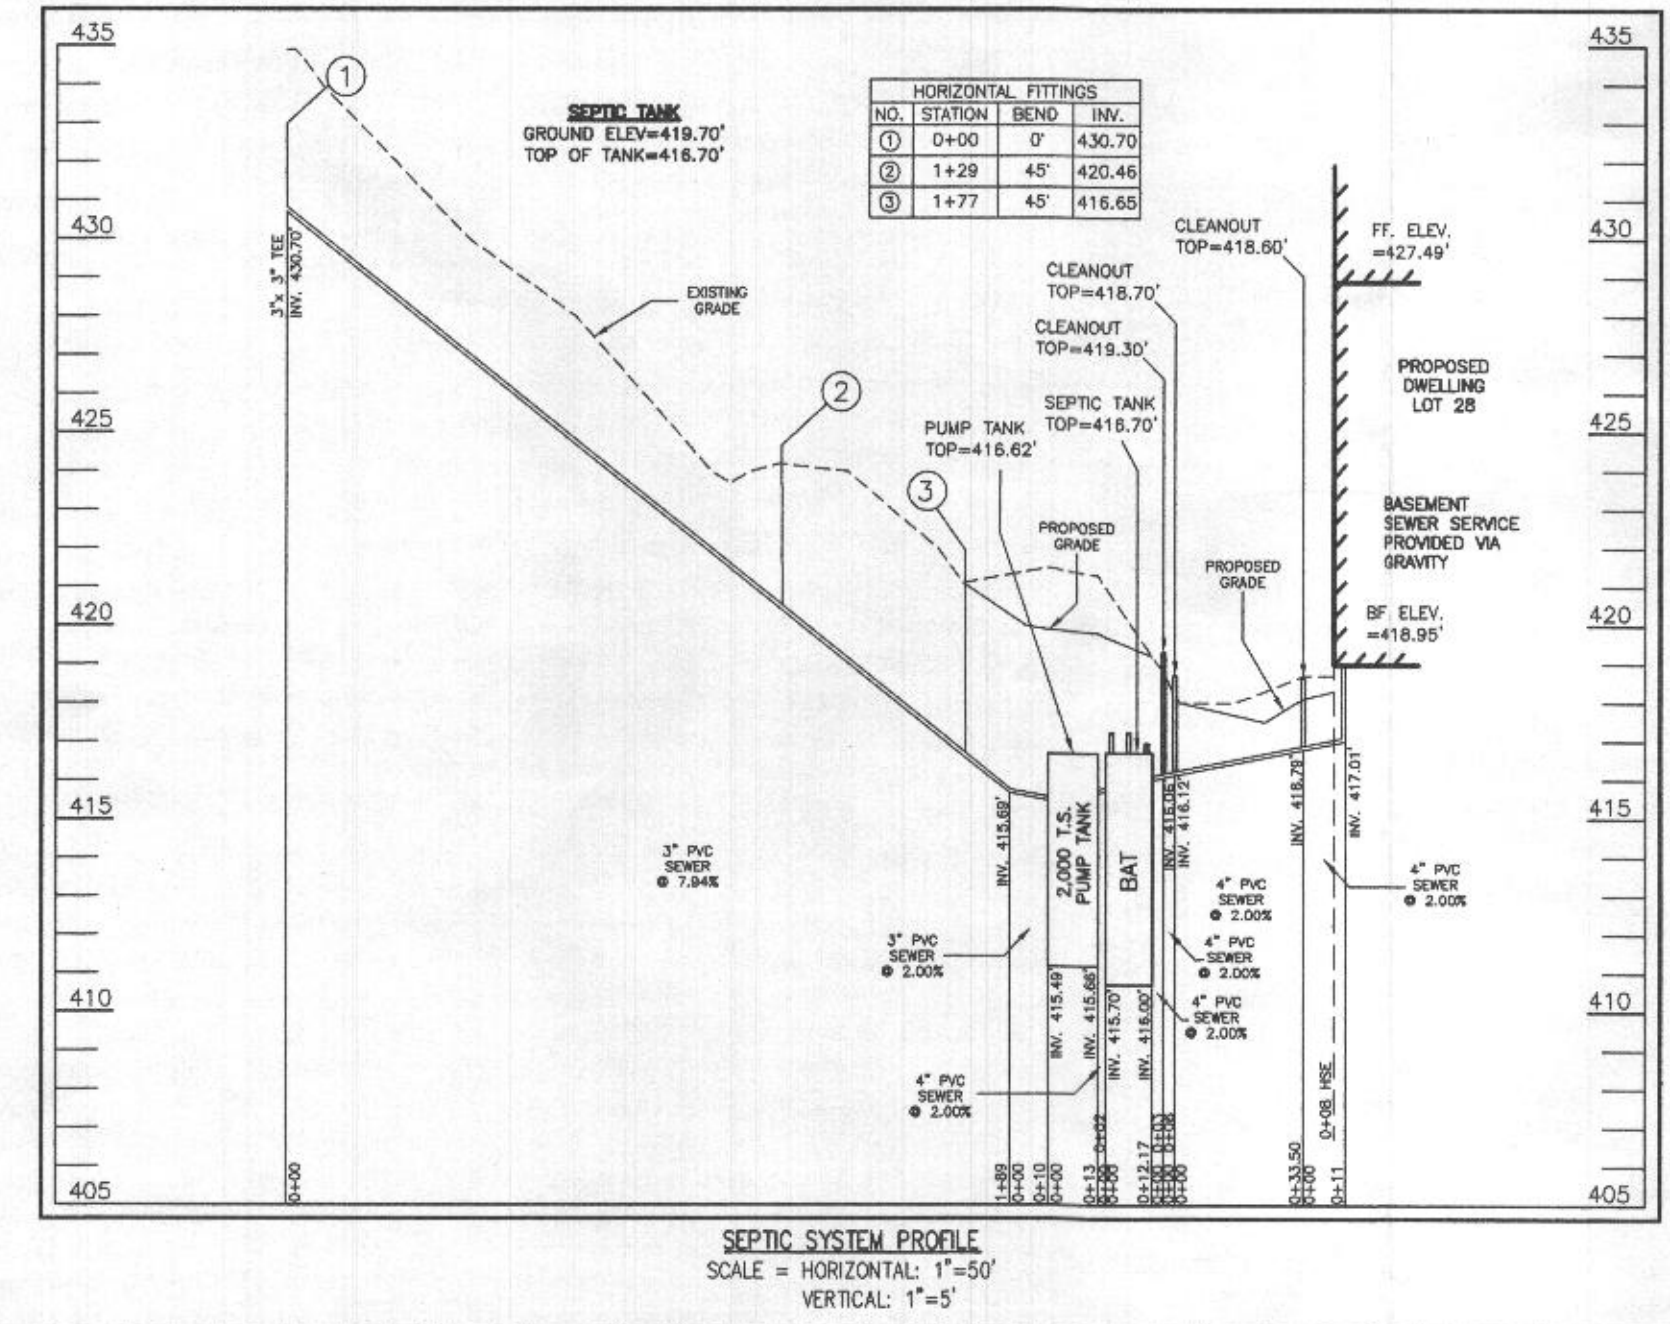 435
430
425
420
415
410
405
1
SEPTIC TANK
GROUND ELEV=419.70'
TOP OF TANK=416.70'
HORIZONTAL FITTINGS
NO. STATION BEND INV.
1 0+00 0° 430.70
2 1+29 45° 420.46
3 1+77 45° 416.65
3"x 3" TEE
INV. 430.70'
EXISTING
GRADE
2
3
PUMP TANK
TOP=416.62'
SEPTIC TANK
TOP=416.70'
CLEANOUT
TOP=419.30'
CLEANOUT
TOP=418.70'
CLEANOUT
TOP=418.60'
FF. ELEV.
=427.49'
PROPOSED
DWELLING
LOT 28
BASEMENT
SEWER SERVICE
PROVIDED VIA
GRAVITY
BF. ELEV.
=418.95'
PROPOSED
GRADE
PROPOSED
GRADE
3" PVC
SEWER
@ 7.94%
INV. 415.69'
2,000 T.S.
PUMP TANK
BAT
INV. 416.06'
INV. 416.12'
INV. 417.01'
3" PVC
SEWER
@ 2.00%
4" PVC
SEWER
@ 2.00%
4" PVC
SEWER
@ 2.00%
4" PVC
SEWER
@ 2.00%
4" PVC
SEWER
@ 2.00%
4" PVC
SEWER
@ 2.00%
INV. 415.49'
INV. 415.66'
INV. 415.70'
0+00
1+89
0+00
0+10
0+00
0+13
0+02
0+00
0+12.17
0+00
0+00
0+33.50
0+00
0+08 HSE
0+11
435
430
425
420
415
410
405
SEPTIC SYSTEM PROFILE
SCALE = HORIZONTAL: 1"=50'
VERTICAL: 1"=5'